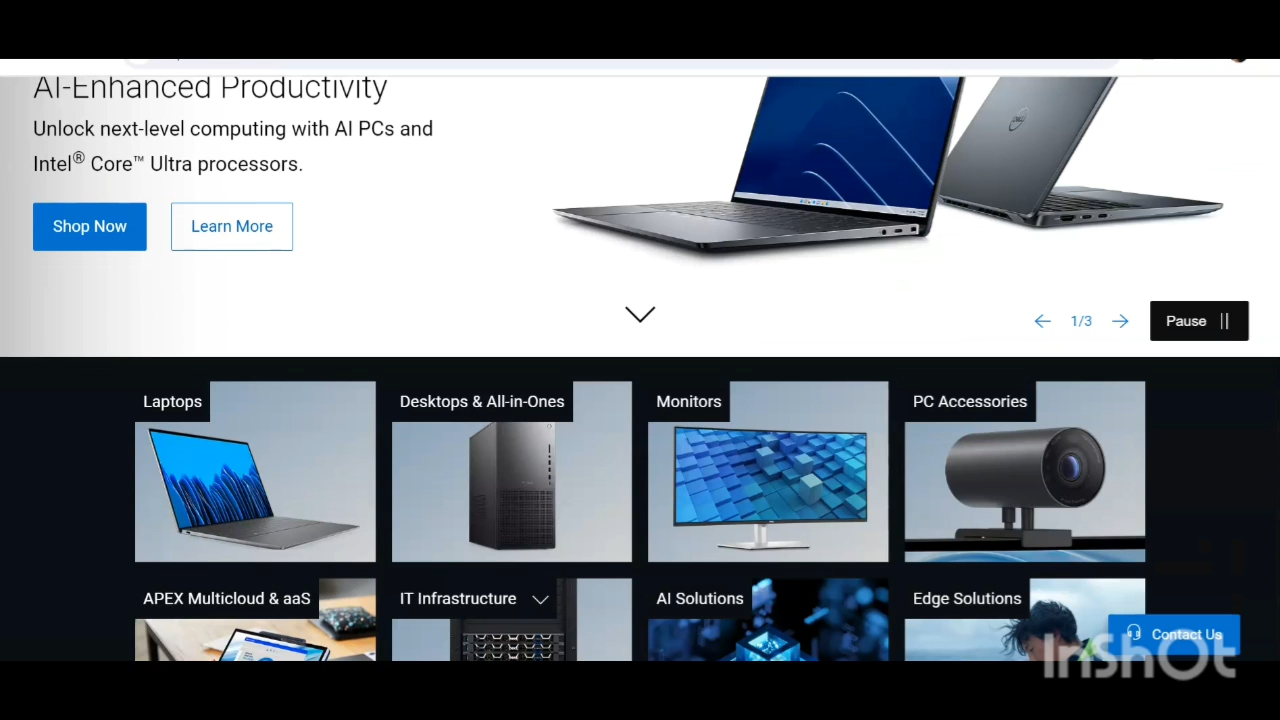 AI-Enhanced Productivity
Unlock next-level computing with AI PCs and
Intel® Core™ Ultra processors.
Shop Now
Learn More
1/3
Pause
Laptops
Desktops & All-in-Ones
Monitors
PC Accessories
APEX Multicloud & aaS
IT Infrastructure
AI Solutions
Edge Solutions
Contact Us
InShOt
DELL